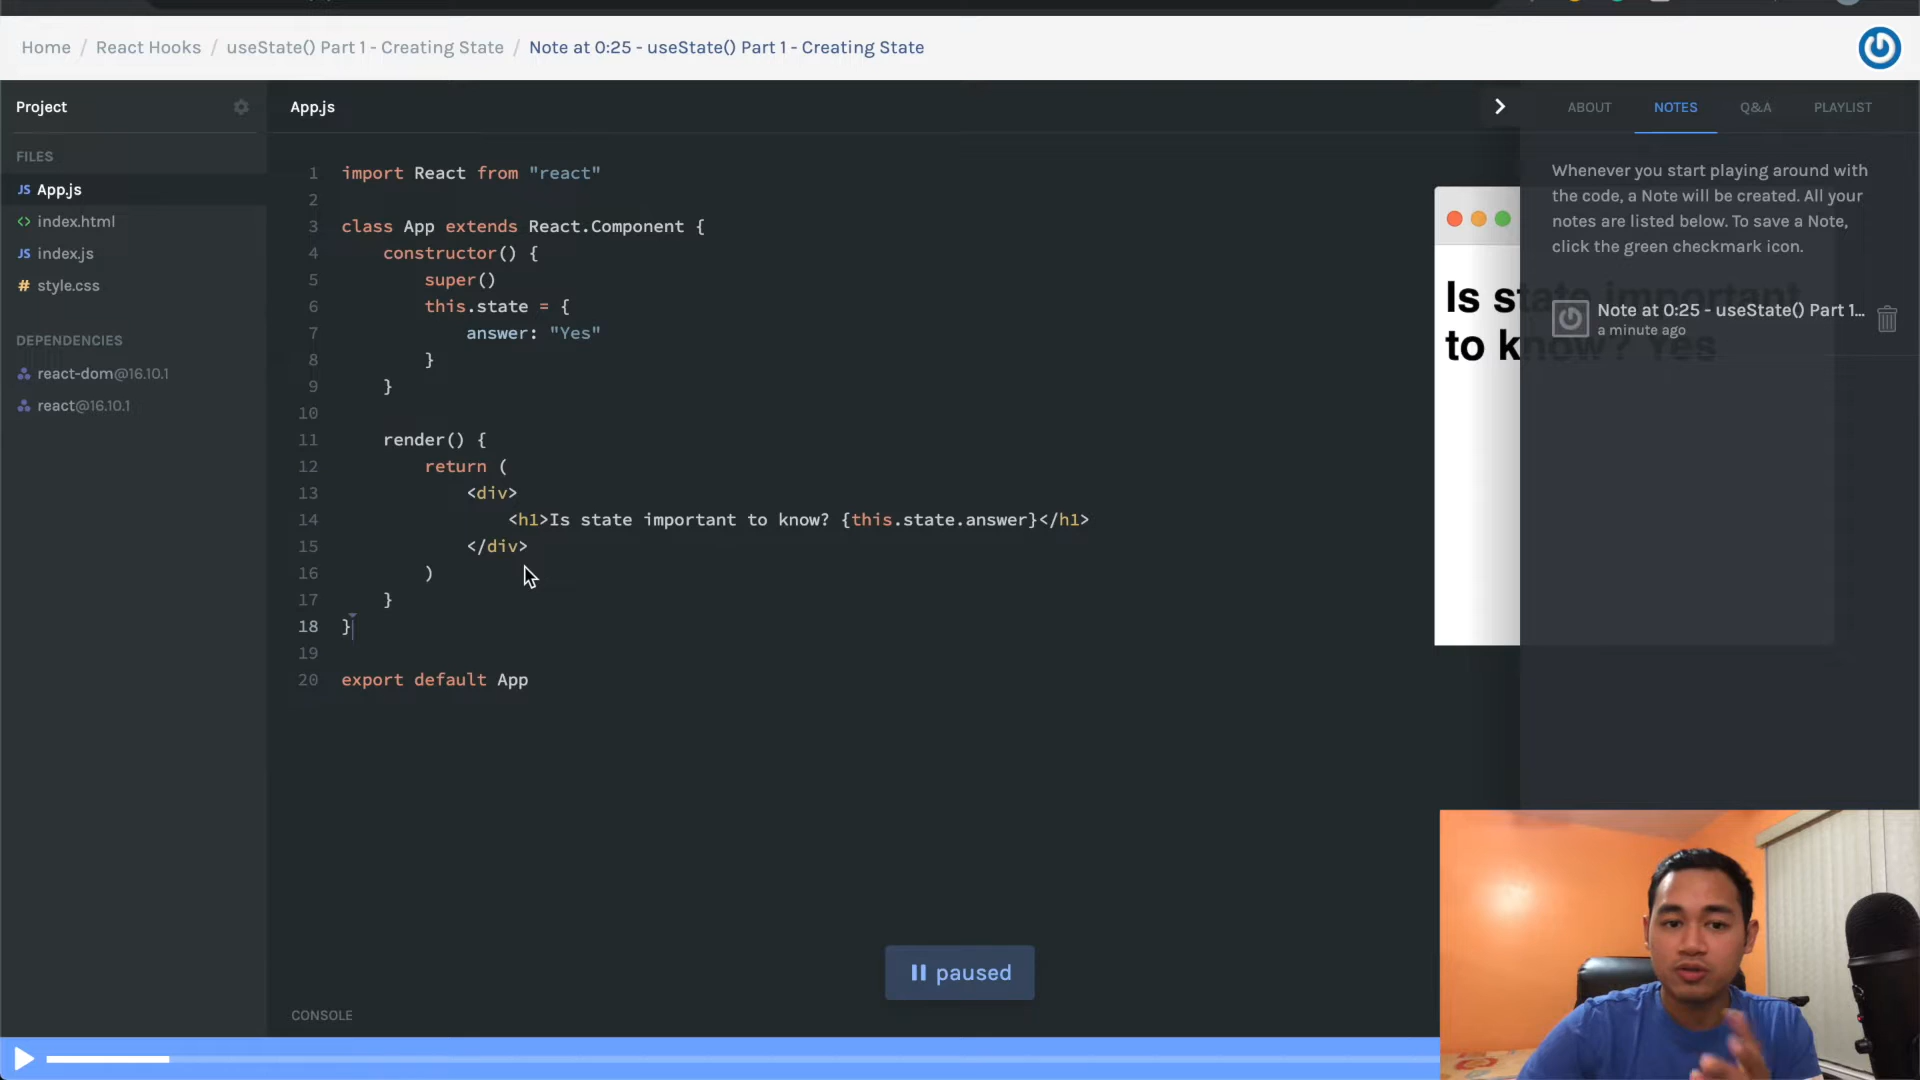 Home / React Hooks / useState() Part 1 - Creating State / Note at 0:25 - useState() Part 1 - Creating State
Project
App.js
ABOUT
NOTES
Q&A
PLAYLIST
FILES
JS App.js
<> index.html
JS index.js
# style.css
DEPENDENCIES
react-dom@16.10.1
react@16.10.1
1 import React from "react"
2
3 class App extends React.Component {
4 constructor() {
5 super()
6 this.state = {
7 answer: "Yes"
8 }
9 }
10
11 render() {
12 return (
13 <div>
14 <h1>Is state important to know? {this.state.answer}</h1>
15 </div>
16 )
17 }
18 }
19
20 export default App
Is state important
to know? Yes
Whenever you start playing around with
the code, a Note will be created. All your
notes are listed below. To save a Note,
click the green checkmark icon.
Note at 0:25 - useState() Part 1...
a minute ago
paused
CONSOLE